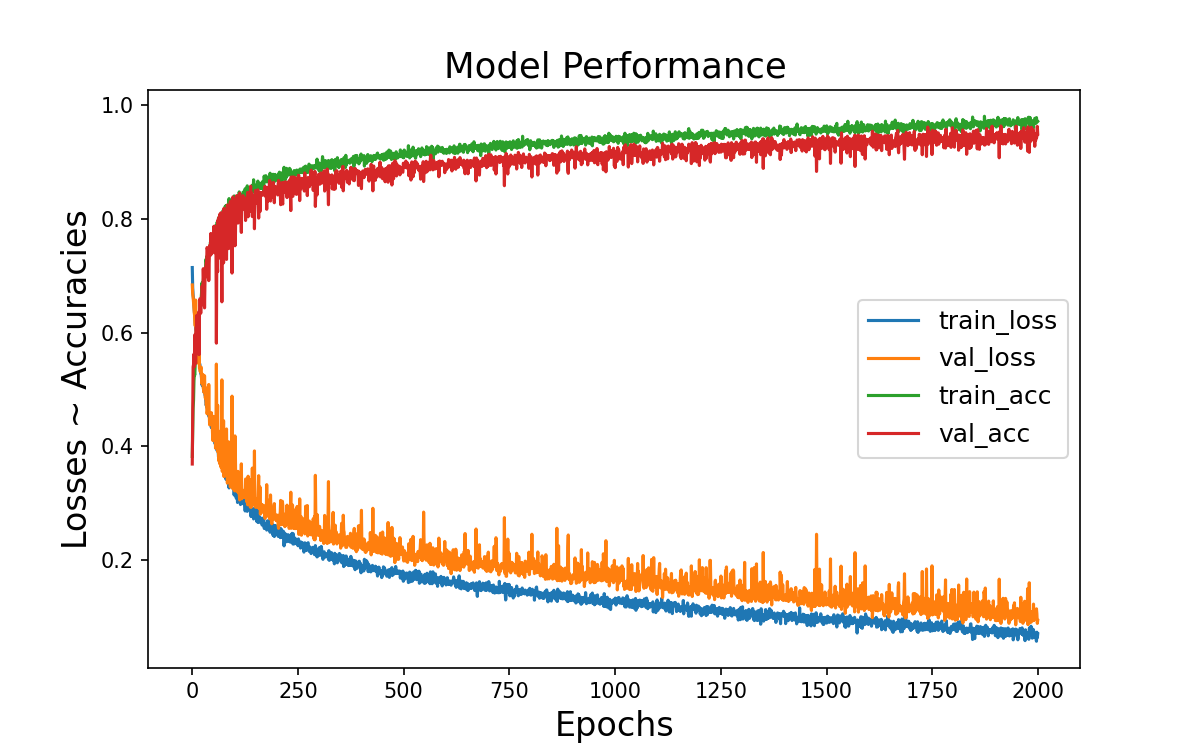 Model Performance
Losses ~ Accuracies
1.0
0.8
0.6
0.4
0.2
train_loss
val_loss
train_acc
val_acc
0 250 500 750 1000 1250 1500 1750 2000
Epochs